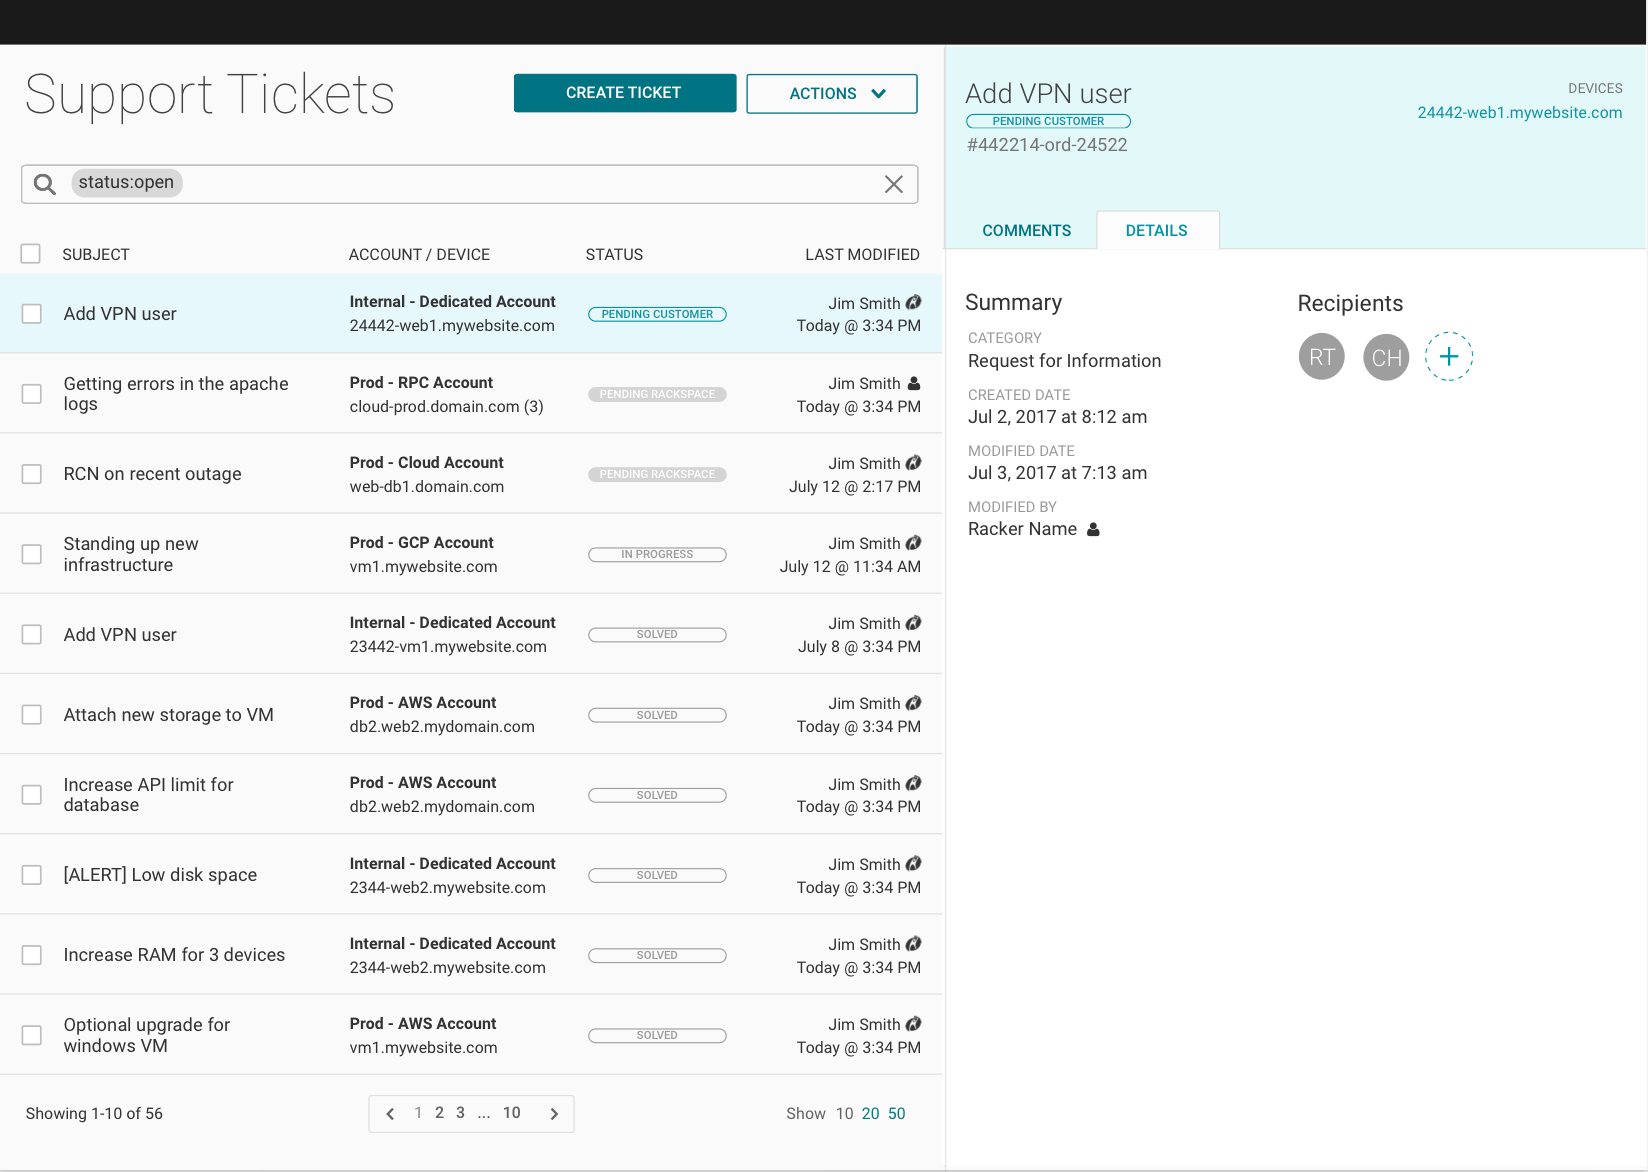 Support Tickets
CREATE TICKET
ACTIONS
status:open
SUBJECT ACCOUNT / DEVICE STATUS LAST MODIFIED
Add VPN user
Internal - Dedicated Account
24442-web1.mywebsite.com
PENDING CUSTOMER
Jim Smith
Today @ 3:34 PM
Getting errors in the apache
logs
Prod - RPC Account
cloud-prod.domain.com (3)
PENDING RACKSPACE
Jim Smith
Today @ 3:34 PM
RCN on recent outage
Prod - Cloud Account
web-db1.domain.com
PENDING RACKSPACE
Jim Smith
July 12 @ 2:17 PM
Standing up new
infrastructure
Prod - GCP Account
vm1.mywebsite.com
IN PROGRESS
Jim Smith
July 12 @ 11:34 AM
Add VPN user
Internal - Dedicated Account
23442-vm1.mywebsite.com
SOLVED
Jim Smith
July 8 @ 3:34 PM
Attach new storage to VM
Prod - AWS Account
db2.web2.mydomain.com
SOLVED
Jim Smith
Today @ 3:34 PM
Increase API limit for
database
Prod - AWS Account
db2.web2.mydomain.com
SOLVED
Jim Smith
Today @ 3:34 PM
[ALERT] Low disk space
Internal - Dedicated Account
2344-web2.mywebsite.com
SOLVED
Jim Smith
Today @ 3:34 PM
Increase RAM for 3 devices
Internal - Dedicated Account
2344-web2.mywebsite.com
SOLVED
Jim Smith
Today @ 3:34 PM
Optional upgrade for
windows VM
Prod - AWS Account
vm1.mywebsite.com
SOLVED
Jim Smith
Today @ 3:34 PM
Showing 1-10 of 56
1 2 3 ... 10
Show 10 20 50
Add VPN user
PENDING CUSTOMER
#442214-ord-24522
DEVICES
24442-web1.mywebsite.com
COMMENTS
DETAILS
Summary
CATEGORY
Request for Information
CREATED DATE
Jul 2, 2017 at 8:12 am
MODIFIED DATE
Jul 3, 2017 at 7:13 am
MODIFIED BY
Racker Name
Recipients
RT CH